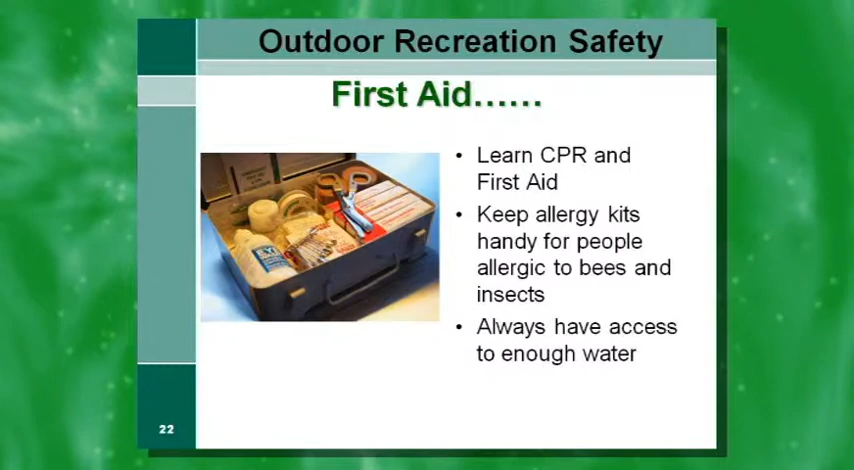 Outdoor Recreation Safety
First Aid......
• Learn CPR and
First Aid
• Keep allergy kits
handy for people
allergic to bees and
insects
• Always have access
to enough water
22